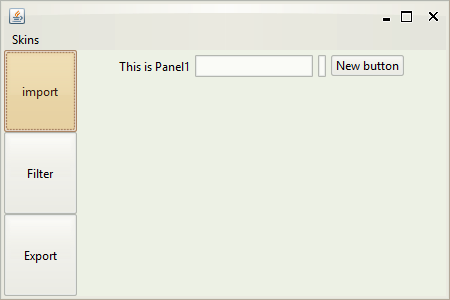 Skins
import
This is Panel1 New button
Filter
Export